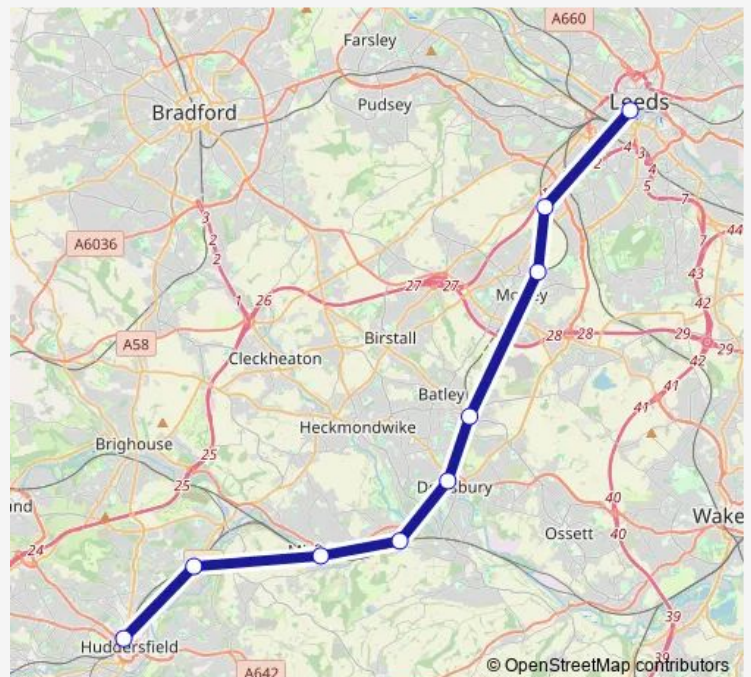 A660
Farsley
Leeds
Bradford
Pudsey
4
3
2
4
5
7
3
2
2
A6036
7
44
43
1
26
27
27
Morley
42
A58
Birstall
28
28
29
29
Cleckheaton
42
41
Batley
41
Heckmondwike
Brighouse
25
25
Dewsbury
40
and
Wake
24
Ossett
40
39
Huddersfield
39
A642
© OpenStreetMap contributors